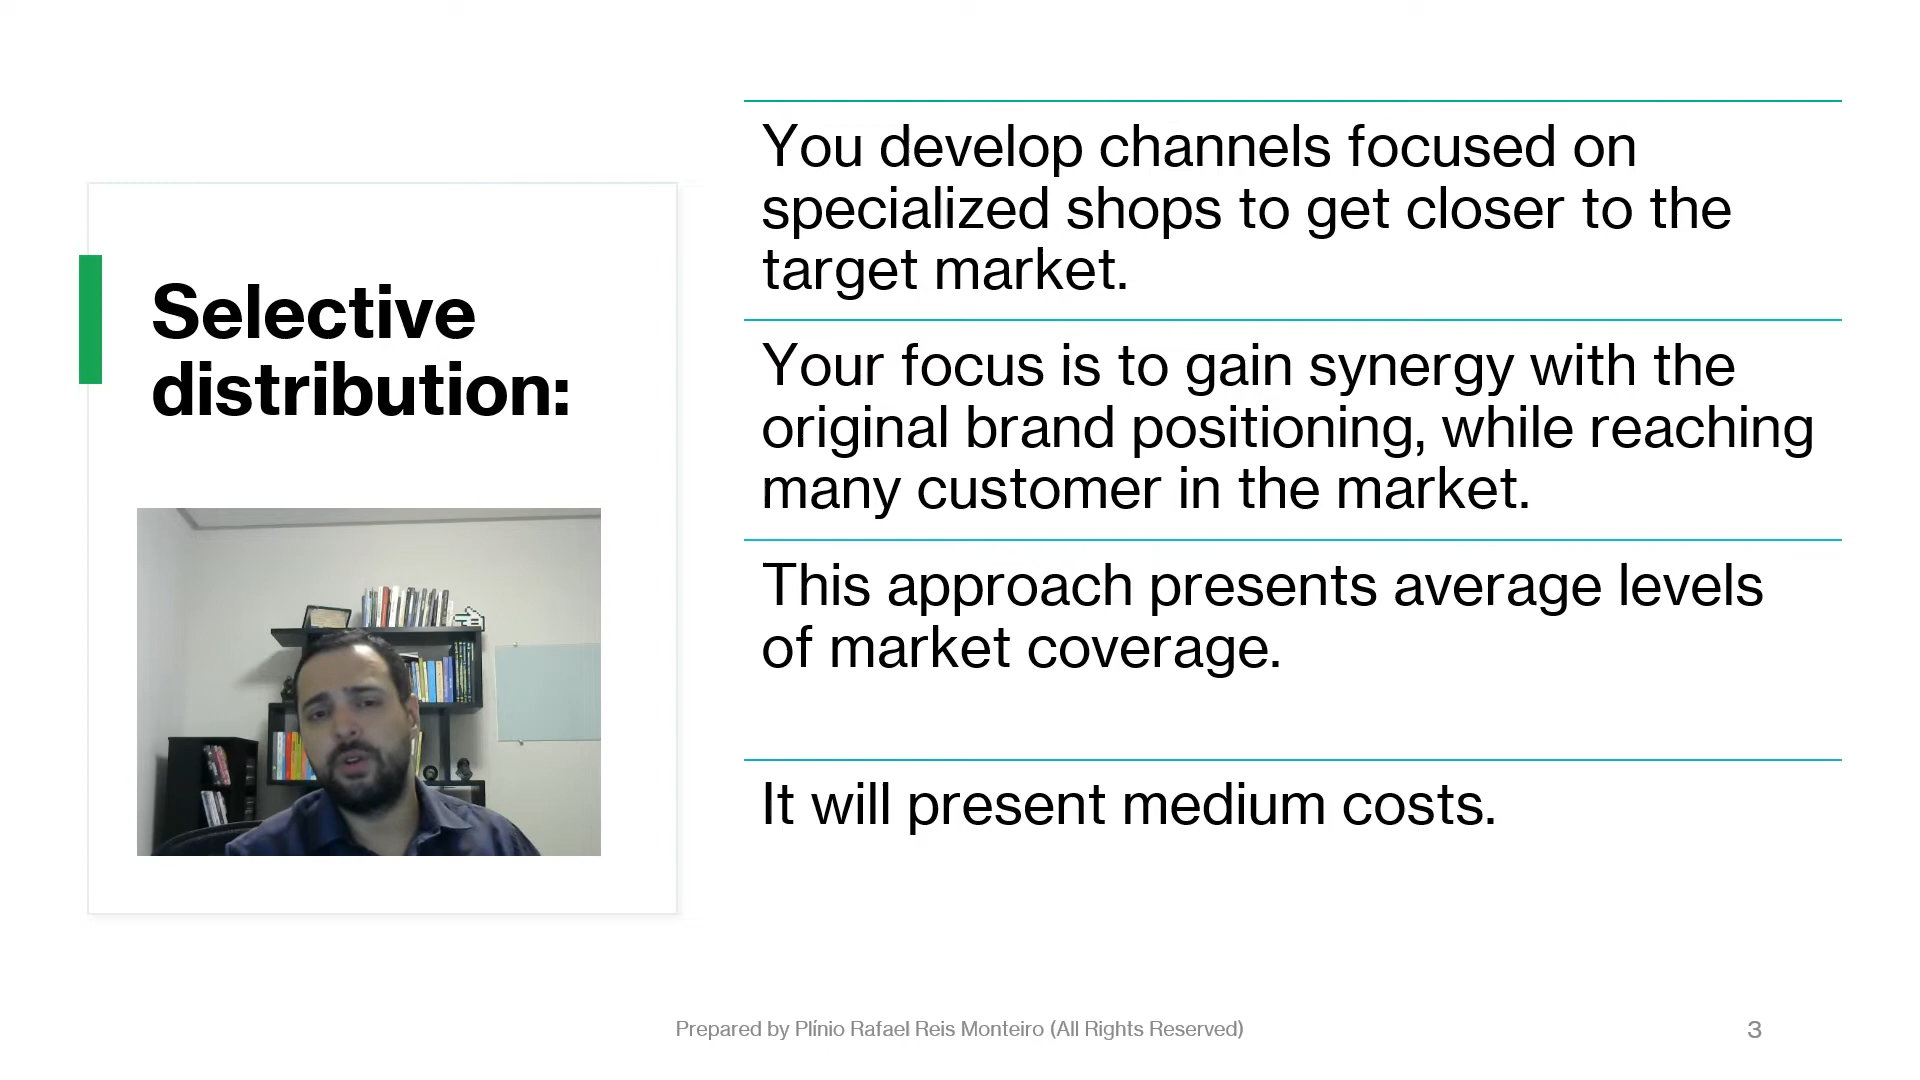 Selective
distribution:
You develop channels focused on
specialized shops to get closer to the
target market.
Your focus is to gain synergy with the
original brand positioning, while reaching
many customer in the market.
This approach presents average levels
of market coverage.
It will present medium costs.
Prepared by Plínio Rafael Reis Monteiro (All Rights Reserved)
3